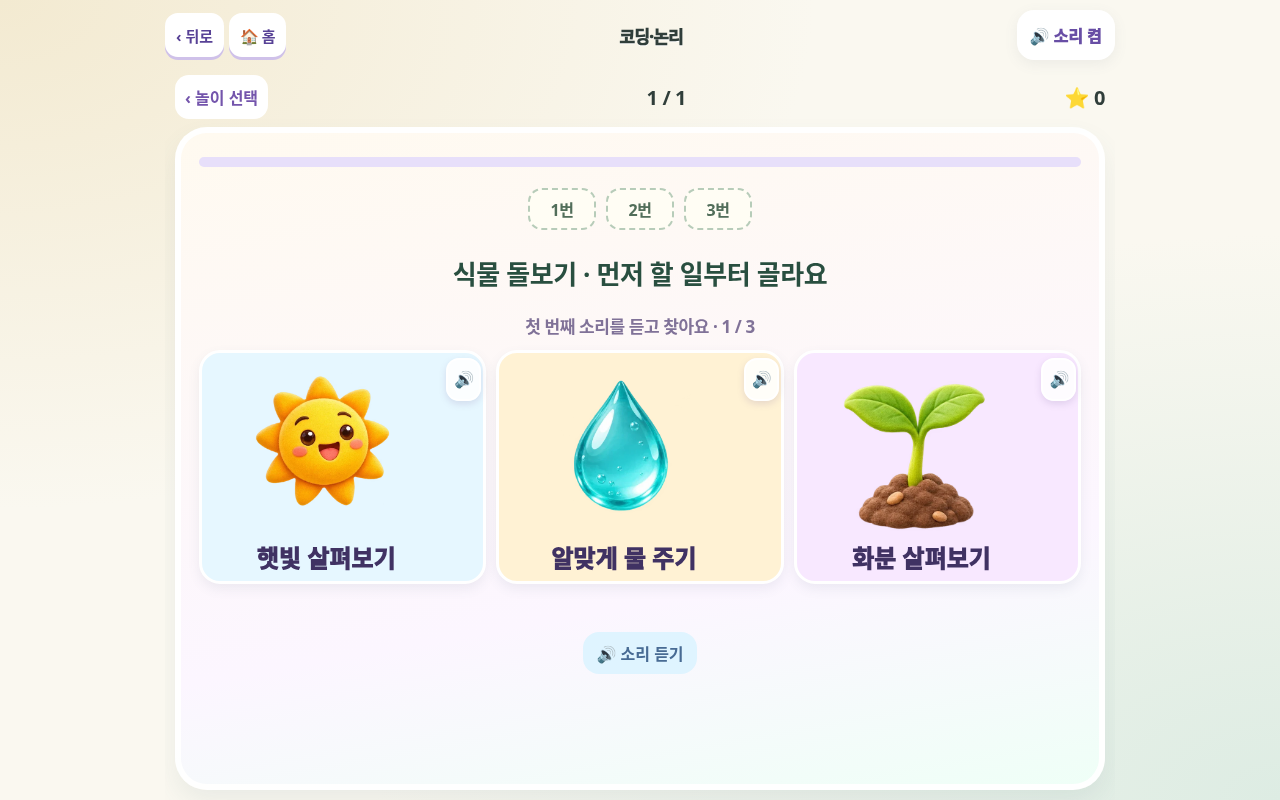 ‹ 뒤로
🏠 홈
코딩·논리
🔊 소리 켬
‹ 놀이 선택
1 / 1
⭐ 0
1번
2번
3번
식물 돌보기 · 먼저 할 일부터 골라요
첫 번째 소리를 듣고 찾아요 · 1 / 3
햇빛 살펴보기
알맞게 물 주기
화분 살펴보기
🔊 소리 듣기